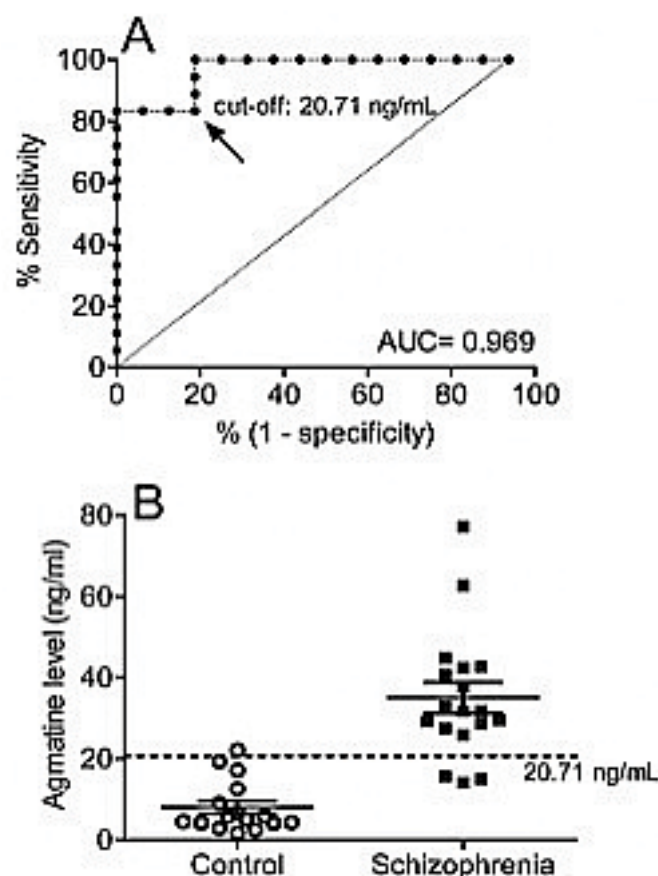 A
100
80
60
40
20
0
% Sensitivity
cut-off: 20.71 ng/mL
AUC= 0.969
0 20 40 60 80 100
% (1 - specificity)
B
80
60
40
20
0
Agmatine level (ng/ml)
20.71 ng/mL
Control Schizophrenia